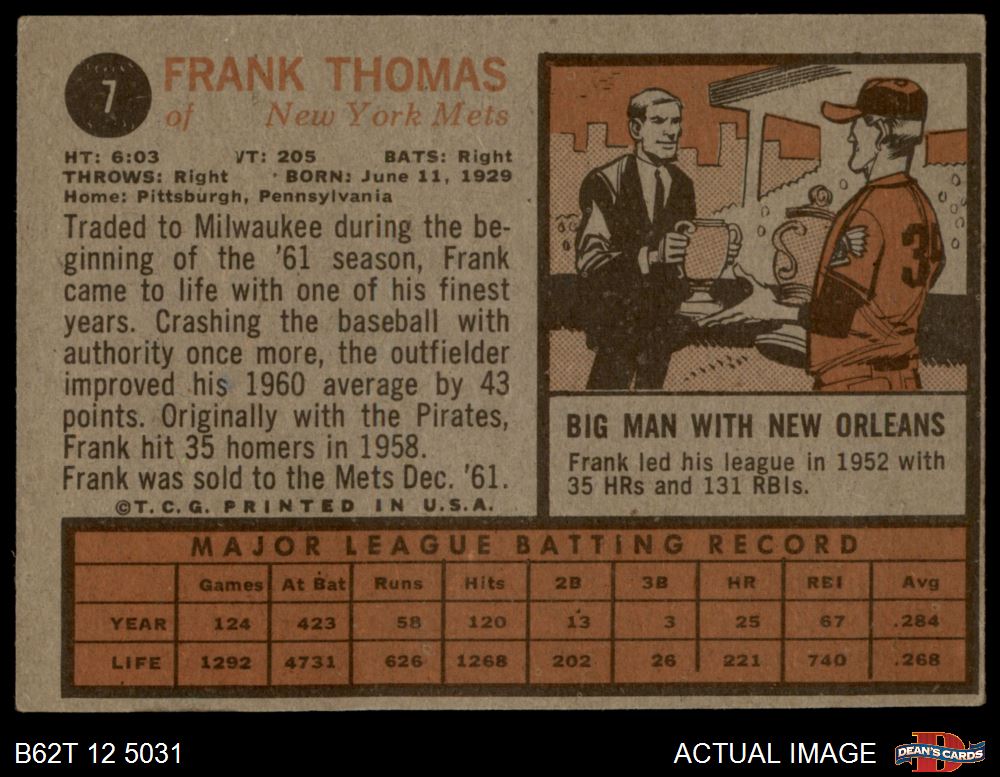 7
FRANK THOMAS
of New York Mets
HT: 6:03 WT: 205 BATS: Right
THROWS: Right BORN: June 11, 1929
Home: Pittsburgh, Pennsylvania
Traded to Milwaukee during the be-
ginning of the '61 season, Frank
came to life with one of his finest
years. Crashing the baseball with
authority once more, the outfielder
improved his 1960 average by 43
points. Originally with the Pirates,
Frank hit 35 homers in 1958.
Frank was sold to the Mets Dec. '61.
©T.C.G. PRINTED IN U.S.A.
35
BIG MAN WITH NEW ORLEANS
Frank led his league in 1952 with
35 HRs and 131 RBIs.
MAJOR LEAGUE BATTING RECORD
Games At Bat Runs Hits 2B 3B HR RBI Avg
YEAR 124 423 58 120 13 3 25 67 .284
LIFE 1292 4731 626 1268 202 26 221 740 .268
B62T 12 5031
ACTUAL IMAGE
D
DEAN'S CARDS